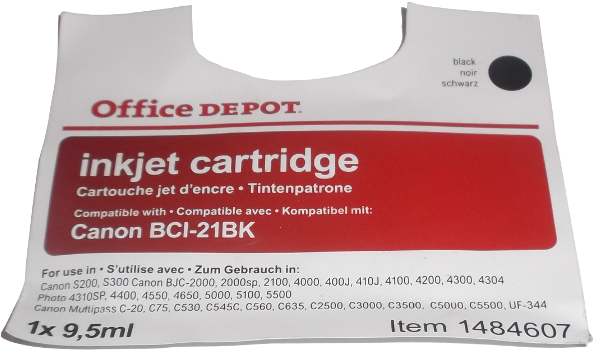 black
noir
schwarz
Office DEPOT.
inkjet cartridge
Cartouche jet d'encre • Tintenpatrone
Compatible with • Compatible avec • Kompatibel mit:
Canon BCI-21BK
For use in • S'utilise avec • Zum Gebrauch in:
Canon S200, S300 Canon BJC-2000, 2000sp, 2100, 4000, 400J, 410J, 4100, 4200, 4300, 4304
Photo 4310SP, 4400, 4550, 4650, 5000, 5100, 5500
Canon Multipass C-20, C75, C530, C545C, C560, C635, C2500, C3000, C3500, C5000, C5500, UF-344
1x 9,5ml
Item 1484607